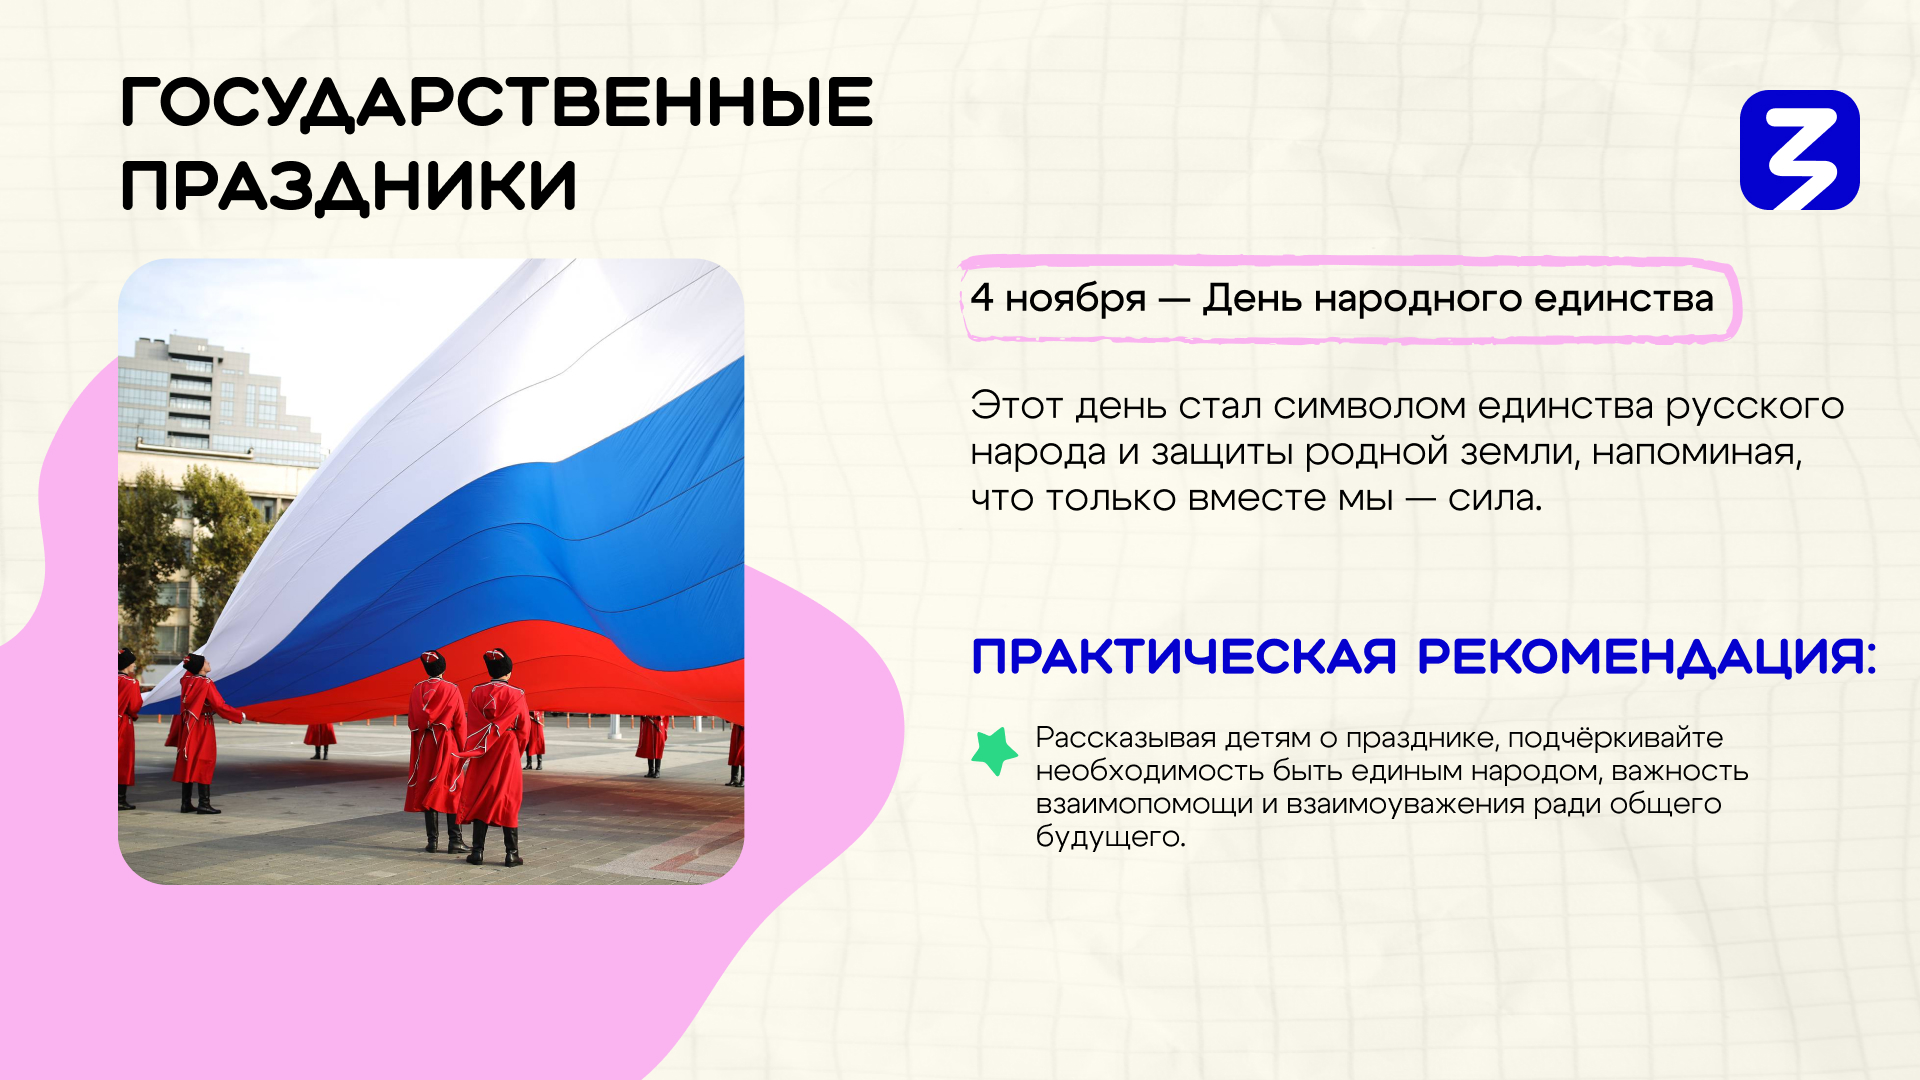 ГОСУДАРСТВЕННЫЕ
ПРАЗДНИКИ
4 ноября — День народного единства
Этот день стал символом единства русского
народа и защиты родной земли, напоминая,
что только вместе мы — сила.
ПРАКТИЧЕСКАЯ РЕКОМЕНДАЦИЯ:
Рассказывая детям о празднике, подчёркивайте
необходимость быть единым народом, важность
взаимопомощи и взаимоуважения ради общего
будущего.